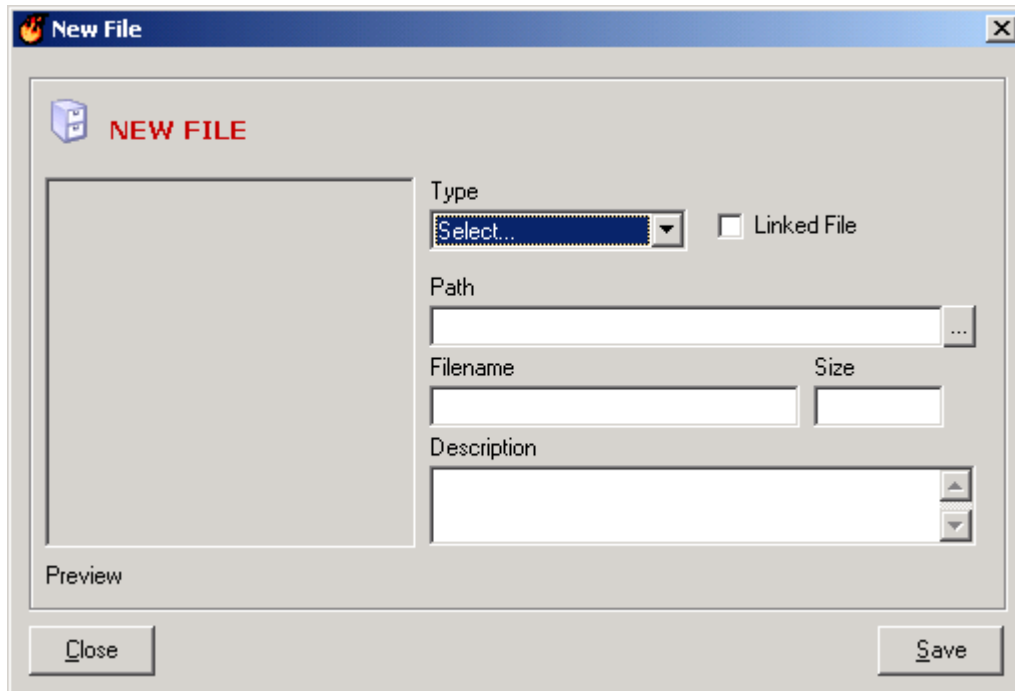 New File
NEW FILE
Type
Select...
Linked File
Path
...
Filename
Size
Description
Preview
Close
Save